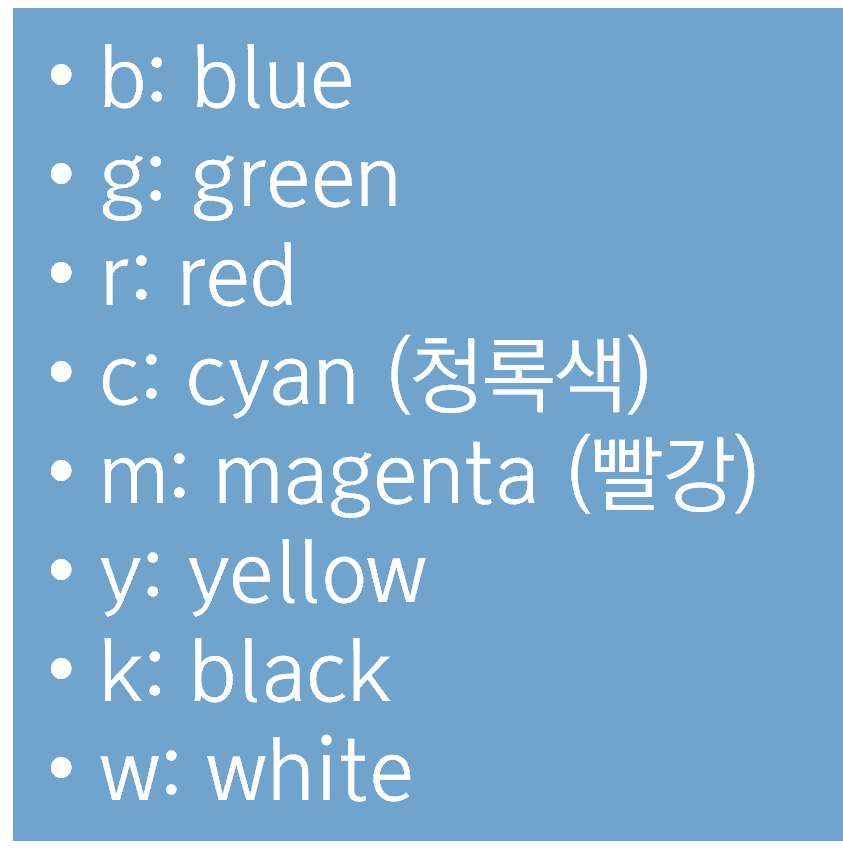 • b: blue
• g: green
• r: red
• c: cyan (청록색)
• m: magenta (빨강)
• y: yellow
• k: black
• w: white